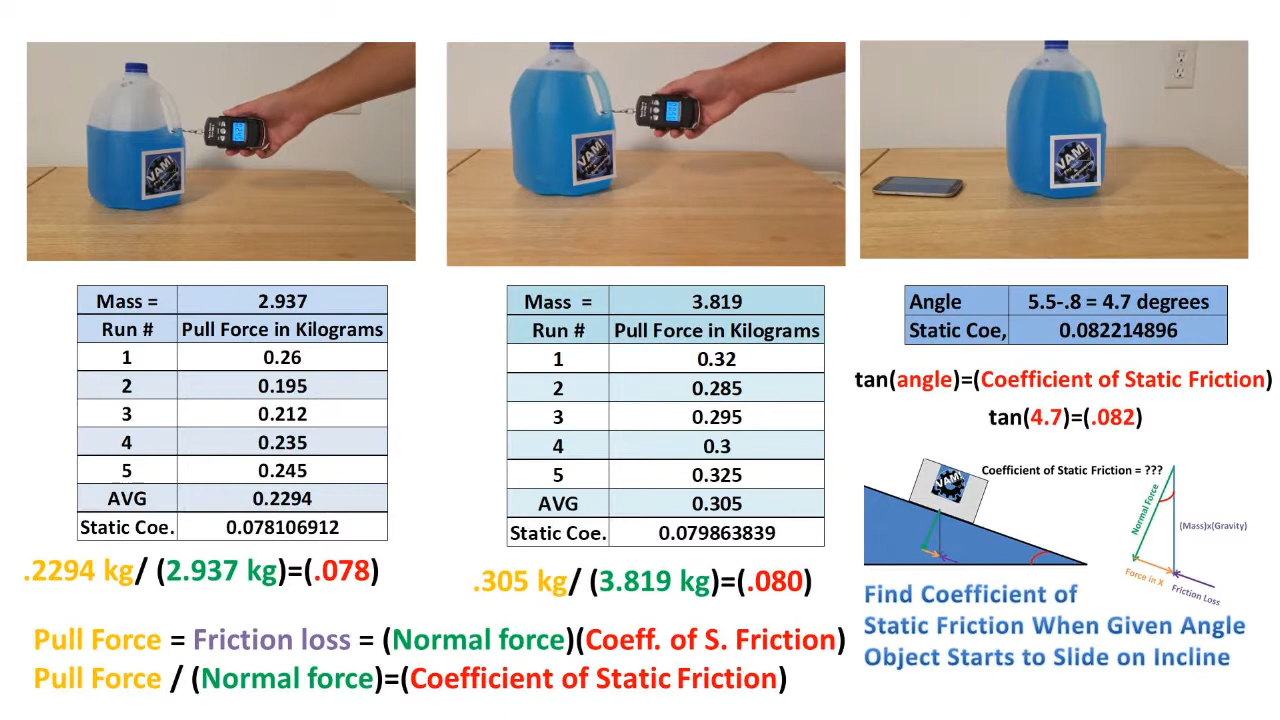 VAM!
VAM!
VAM!
Mass = 2.937
Run # Pull Force in Kilograms
1 0.26
2 0.195
3 0.212
4 0.235
5 0.245
AVG 0.2294
Static Coe. 0.078106912
.2294 kg/ (2.937 kg)=(.078)
Mass = 3.819
Run # Pull Force in Kilograms
1 0.32
2 0.285
3 0.295
4 0.3
5 0.325
AVG 0.305
Static Coe. 0.079863839
.305 kg/ (3.819 kg)=(.080)
Pull Force = Friction loss = (Normal force)(Coeff. of S. Friction)
Pull Force / (Normal force)=(Coefficient of Static Friction)
Angle 5.5-.8 = 4.7 degrees
Static Coe, 0.082214896
tan(angle)=(Coefficient of Static Friction)
tan(4.7)=(.082)
VAM!
Coefficient of Static Friction = ???
Normal Force
(Mass)x(Gravity)
Force in X
Friction Loss
Find Coefficient of
Static Friction When Given Angle
Object Starts to Slide on Incline